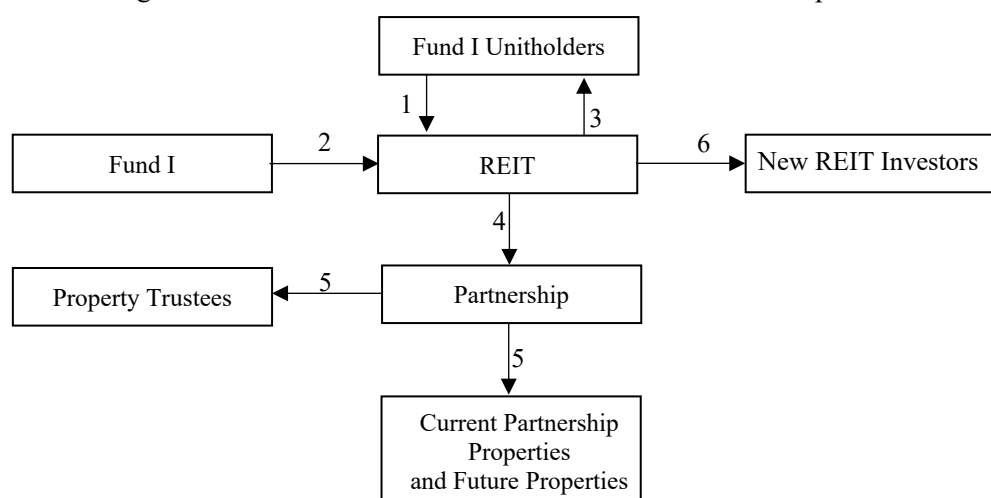 Fund I Unitholders
1
3
Fund I
2
REIT
6
New REIT Investors
4
Property Trustees
5
Partnership
5
Current Partnership
Properties
and Future Properties